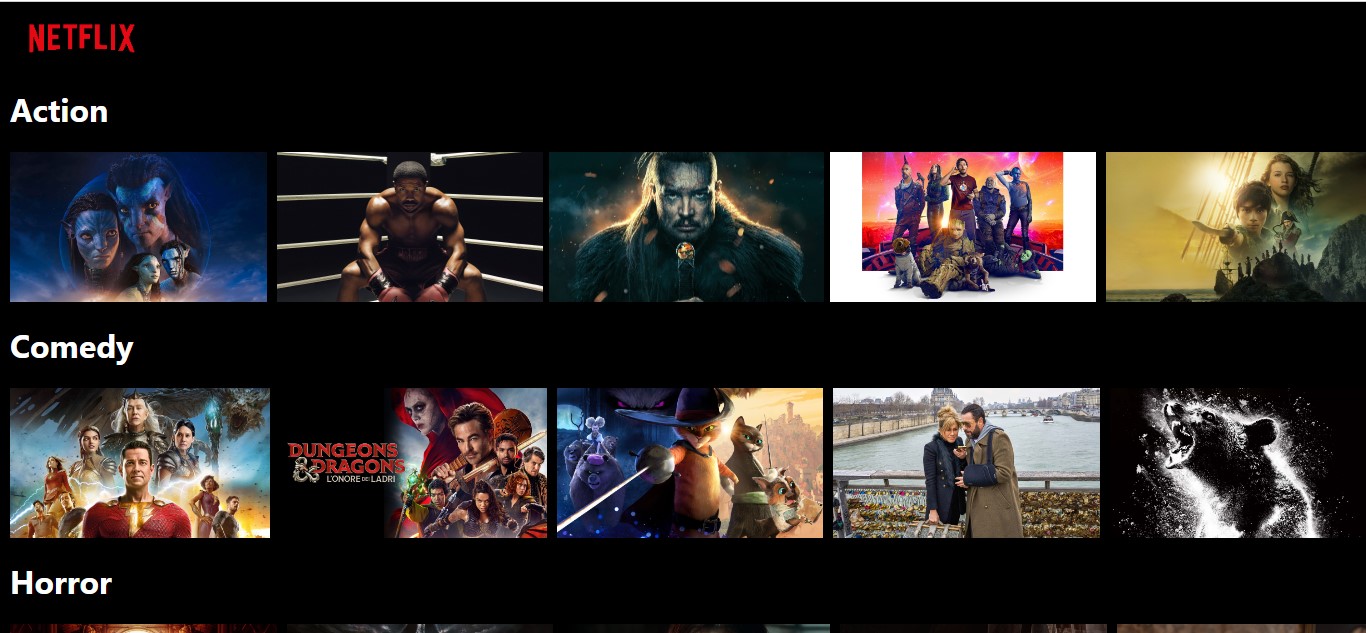 NETFLIX
Action
Comedy
DUNGEONS
& DRAGONS
L'ONORE DEI LADRI
Horror